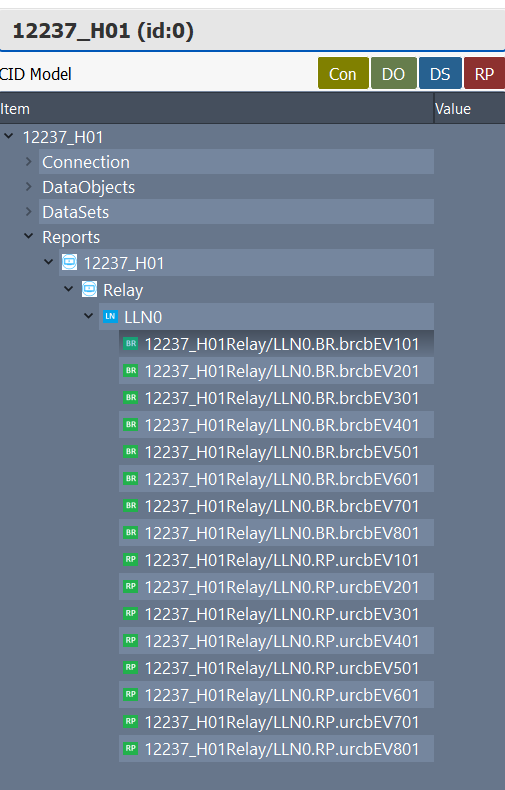 12237_H01 (id:0)
CID Model Con DO DS RP
Item Value
12237_H01
Connection
DataObjects
DataSets
Reports
12237_H01
Relay
LN LLN0
BR 12237_H01Relay/LLN0.BR.brcbEV101
BR 12237_H01Relay/LLN0.BR.brcbEV201
BR 12237_H01Relay/LLN0.BR.brcbEV301
BR 12237_H01Relay/LLN0.BR.brcbEV401
BR 12237_H01Relay/LLN0.BR.brcbEV501
BR 12237_H01Relay/LLN0.BR.brcbEV601
BR 12237_H01Relay/LLN0.BR.brcbEV701
BR 12237_H01Relay/LLN0.BR.brcbEV801
RP 12237_H01Relay/LLN0.RP.urcbEV101
RP 12237_H01Relay/LLN0.RP.urcbEV201
RP 12237_H01Relay/LLN0.RP.urcbEV301
RP 12237_H01Relay/LLN0.RP.urcbEV401
RP 12237_H01Relay/LLN0.RP.urcbEV501
RP 12237_H01Relay/LLN0.RP.urcbEV601
RP 12237_H01Relay/LLN0.RP.urcbEV701
RP 12237_H01Relay/LLN0.RP.urcbEV801